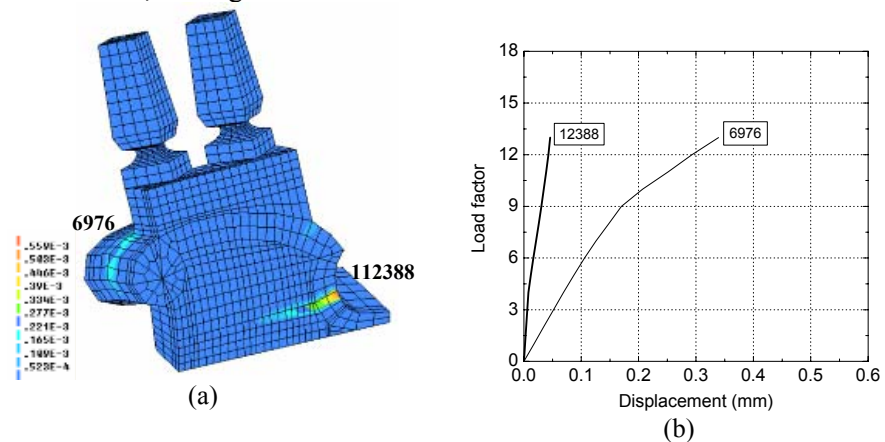 6976
112388
.559E-3
.503E-3
.446E-3
.39E-3
.334E-3
.277E-3
.221E-3
.165E-3
.109E-3
.523E-4
(a)
18
15
12
9
6
3
0
Load factor
12388
6976
0.0 0.1 0.2 0.3 0.4 0.5 0.6
Displacement (mm)
(b)